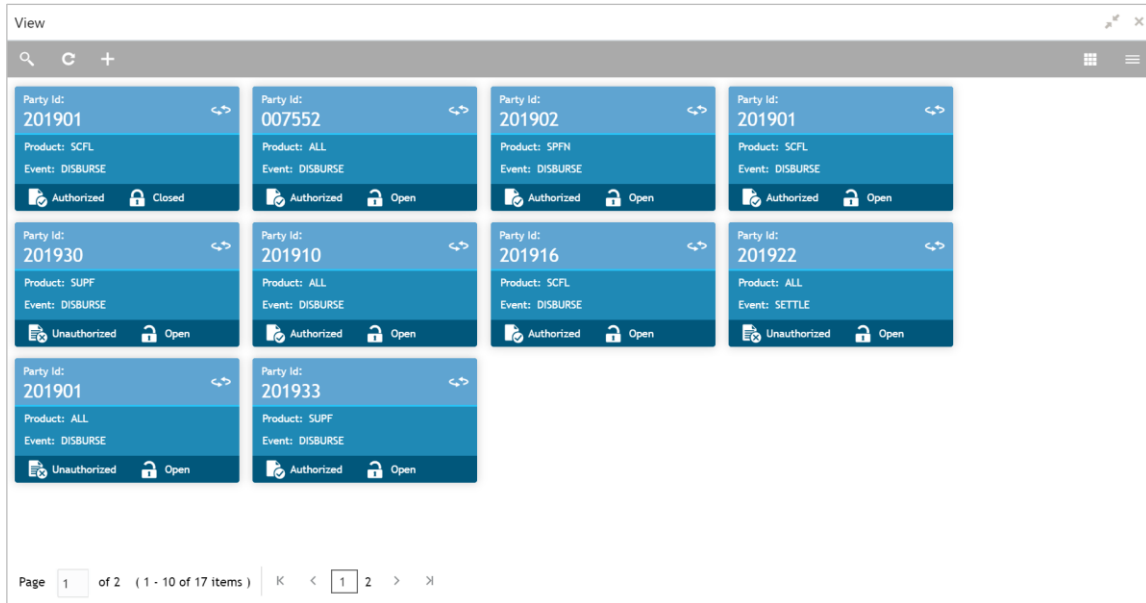 View
Party Id:
201901
Product: SCFL
Event: DISBURSE
Authorized Closed
Party Id:
007552
Product: ALL
Event: DISBURSE
Authorized Open
Party Id:
201902
Product: SPFN
Event: DISBURSE
Authorized Open
Party Id:
201901
Product: SCFL
Event: DISBURSE
Authorized Open
Party Id:
201930
Product: SUPF
Event: DISBURSE
Unauthorized Open
Party Id:
201910
Product: ALL
Event: DISBURSE
Authorized Open
Party Id:
201916
Product: SCFL
Event: DISBURSE
Authorized Open
Party Id:
201922
Product: ALL
Event: SETTLE
Unauthorized Open
Party Id:
201901
Product: ALL
Event: DISBURSE
Unauthorized Open
Party Id:
201933
Product: SUPF
Event: DISBURSE
Authorized Open
Page 1 of 2 ( 1 - 10 of 17 items ) 1 2